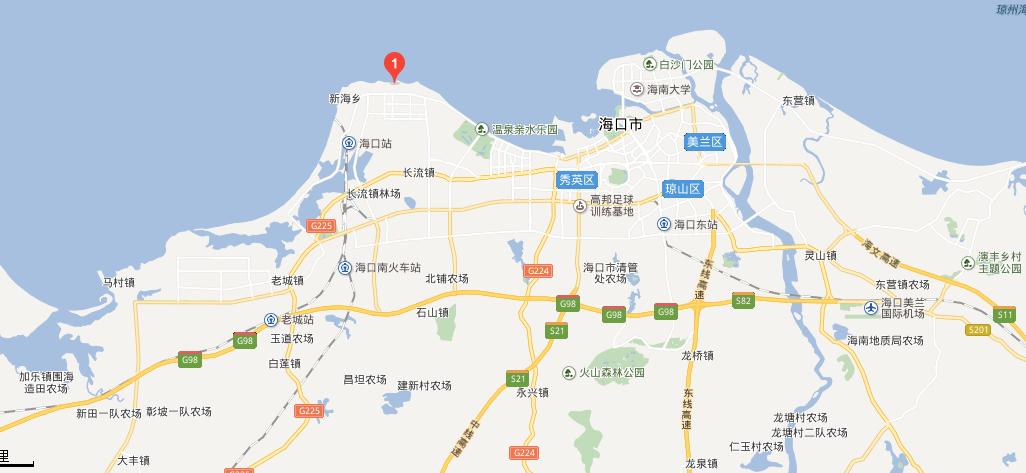 琼州海
1
白沙门公园
新海乡
海南大学
东营镇
海口市
温泉亲水乐园
海口站
美兰区
长流镇
秀英区
琼山区
长流镇林场
高邦足球
训练基地
G225
海口东站
海文高速
演丰乡村
主题公园
海口南火车站
G224
海口市清管
处农场
东线高速
灵山镇
马村镇
老城镇
北铺农场
东营农场
G98
S82
海口美兰
国际机场
石山镇
G98
G98
S11
老城站
S21
S201
G98
玉道农场
海南地质局农场
G98
白莲镇
龙桥镇
火山森林公园
加乐镇围海
造田农场
昌坦农场
建新村农场
S21
永兴镇
东线高速
新田一队农场
彰坡一队农场
G225
龙塘村农场
龙塘村二队农场
中线高速
仁玉村农场
里
大丰镇
G224
龙泉镇